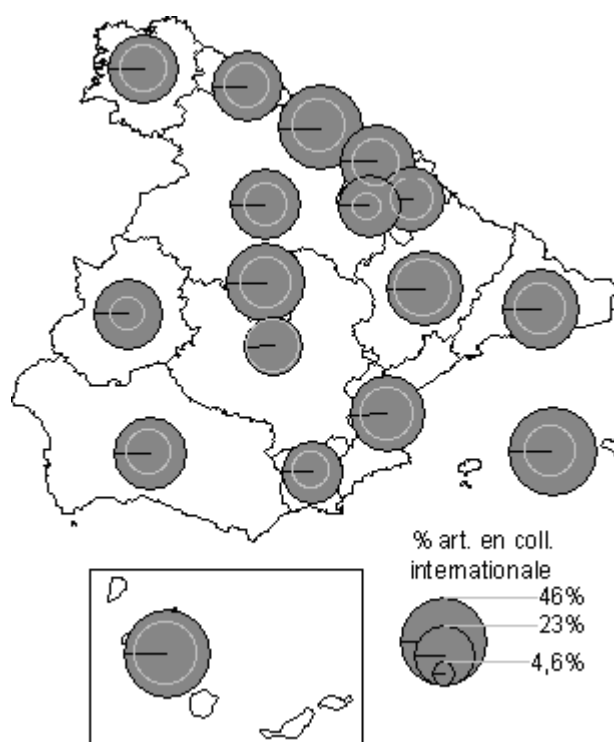 % art. en coll.
internationale
46%
23%
4,6%